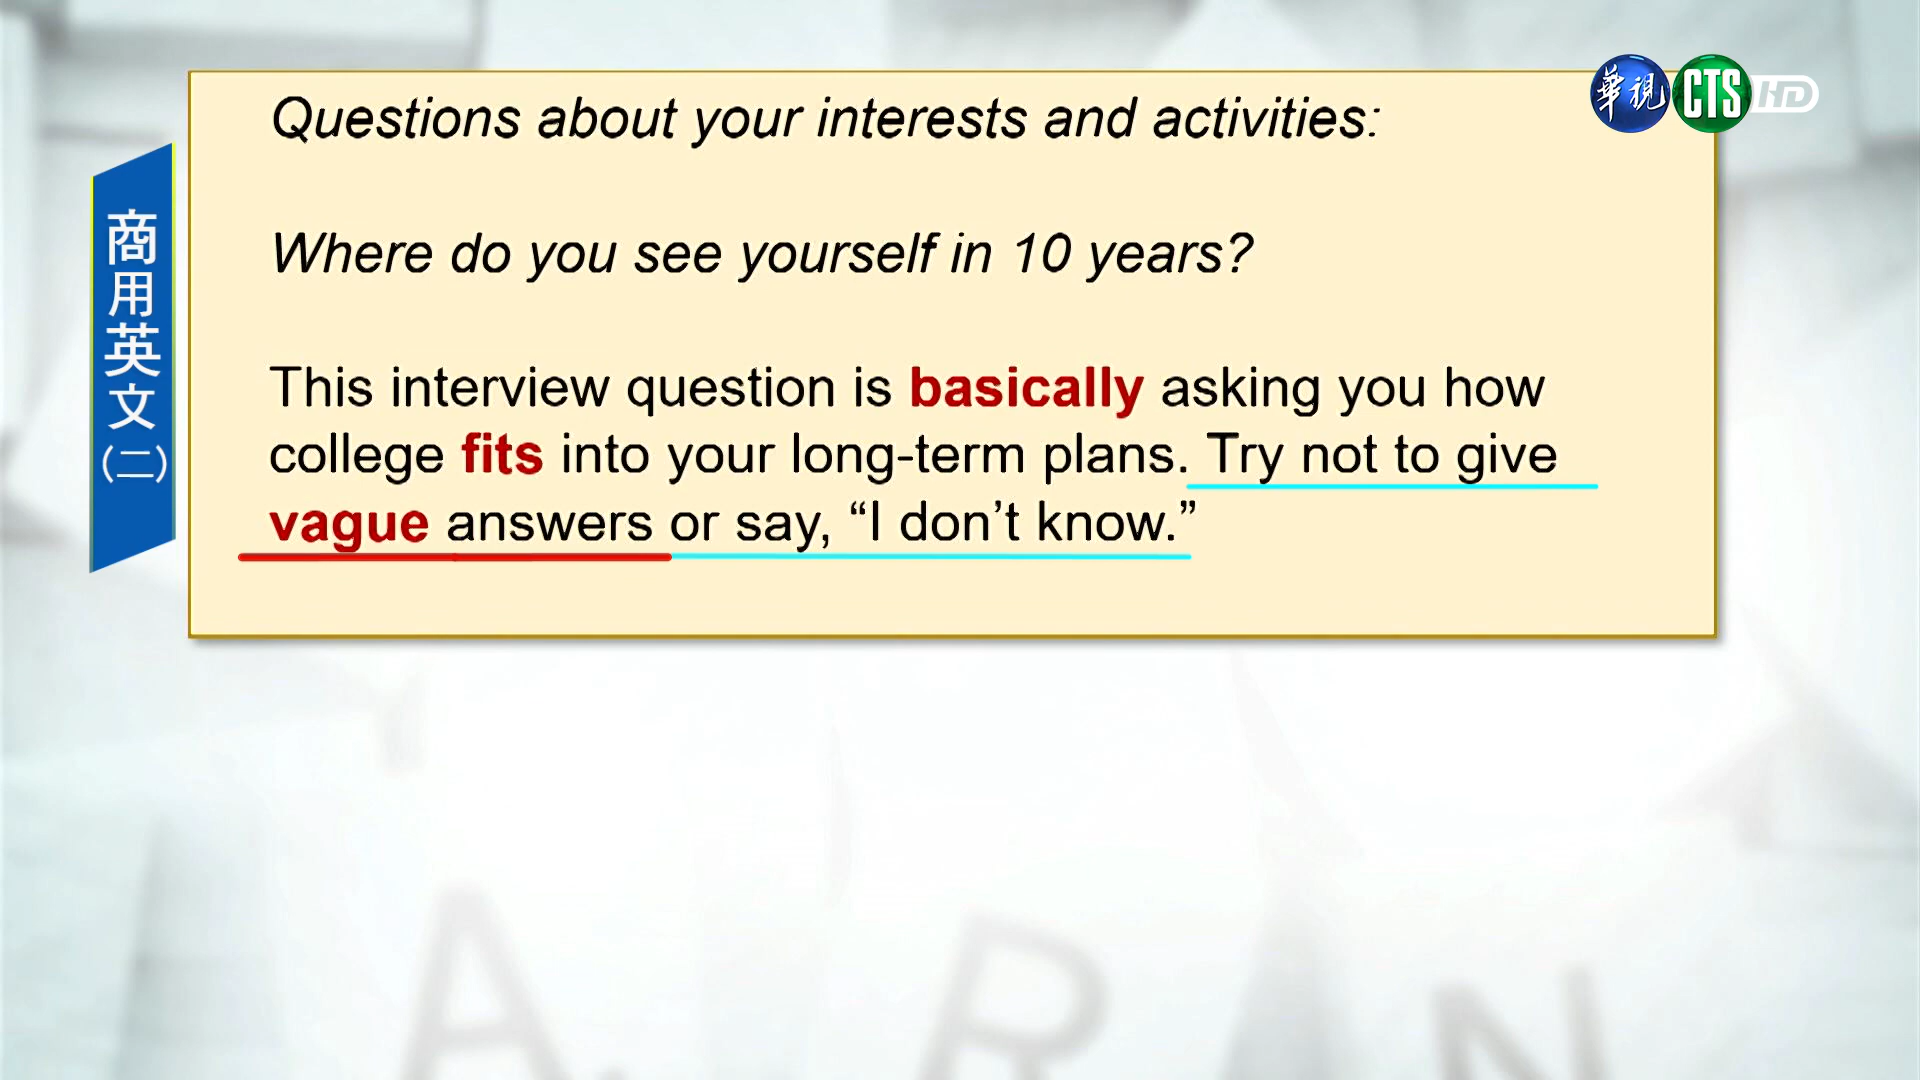 華視 CTS HD
商用英文(二)
Questions about your interests and activities:
Where do you see yourself in 10 years?
This interview question is basically asking you how
college fits into your long-term plans. Try not to give
vague answers or say, “I don’t know.”
A R N